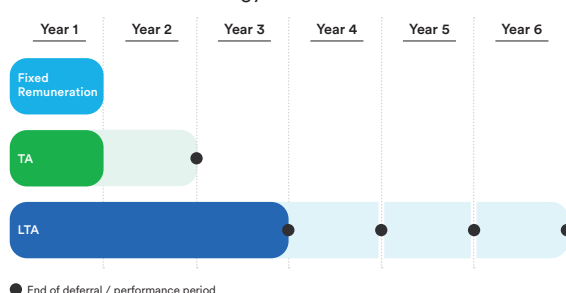 Year 1 Year 2 Year 3 Year 4 Year 5 Year 6
Fixed
Remuneration
TA
LTA
End of deferral / performance period